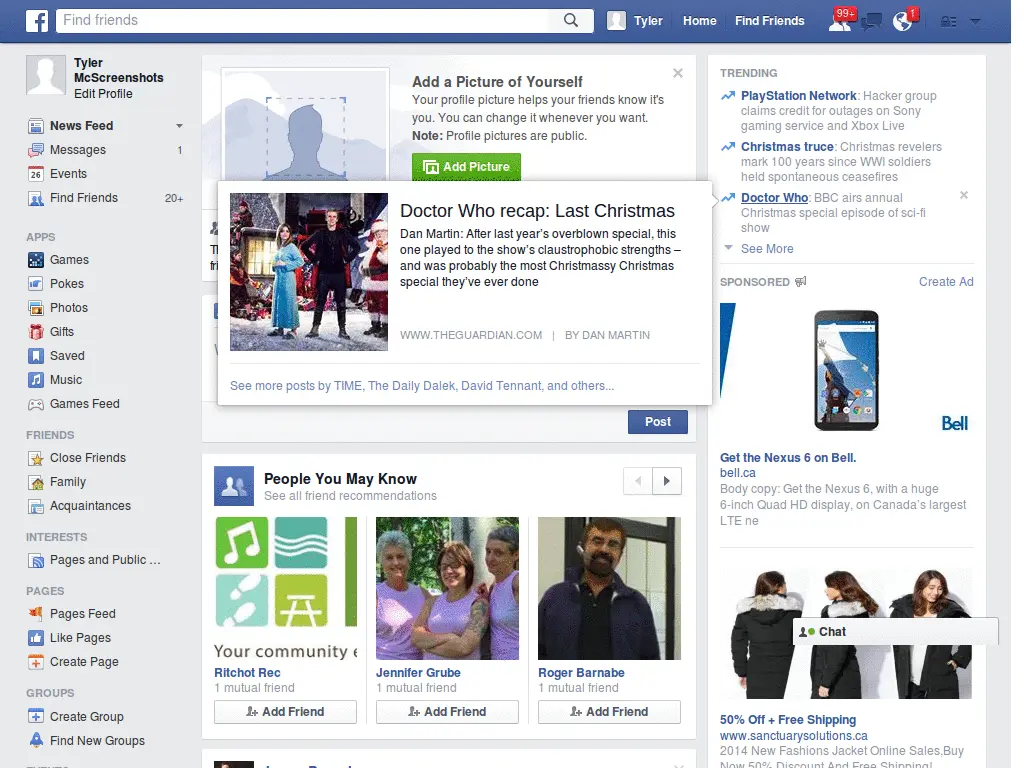 Find friends
Tyler
Home
Find Friends
99+
1
Tyler
McScreenshots
Edit Profile
News Feed
Messages 1
Events
26
Find Friends 20+
APPS
Games
Pokes
Photos
Gifts
Saved
Music
Games Feed
FRIENDS
Close Friends
Family
Acquaintances
INTERESTS
Pages and Public ...
PAGES
Pages Feed
Like Pages
Create Page
GROUPS
Create Group
Find New Groups
Add a Picture of Yourself
Your profile picture helps your friends know it's
you. You can change it whenever you want.
Note: Profile pictures are public.
Add Picture
Doctor Who recap: Last Christmas
Dan Martin: After last year's overblown special, this
one played to the show's claustrophobic strengths –
and was probably the most Christmassy Christmas
special they've ever done
WWW.THEGUARDIAN.COM | BY DAN MARTIN
See more posts by TIME, The Daily Dalek, David Tennant, and others...
Post
People You May Know
See all friend recommendations
Your community
Ritchot Rec
1 mutual friend
Add Friend
Jennifer Grube
1 mutual friend
Add Friend
Roger Barnabe
1 mutual friend
Add Friend
TRENDING
PlayStation Network: Hacker group
claims credit for outages on Sony
gaming service and Xbox Live
Christmas truce: Christmas revelers
mark 100 years since WWI soldiers
held spontaneous ceasefires
Doctor Who: BBC airs annual
Christmas special episode of sci-fi
show
See More
SPONSORED
Create Ad
Bell
Get the Nexus 6 on Bell.
bell.ca
Body copy: Get the Nexus 6, with a huge
6-inch Quad HD display, on Canada's largest
LTE ne
Chat
50% Off + Free Shipping
www.sanctuarysolutions.ca
2014 New Fashions Jacket Online Sales,Buy
Now 50% Discount And Free Shipping!